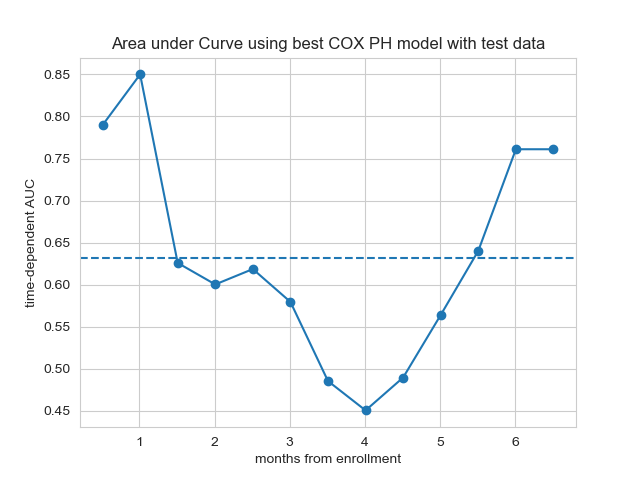 Area under Curve using best COX PH model with test data
time-dependent AUC
0.85
0.80
0.75
0.70
0.65
0.60
0.55
0.50
0.45
1 2 3 4 5 6
months from enrollment